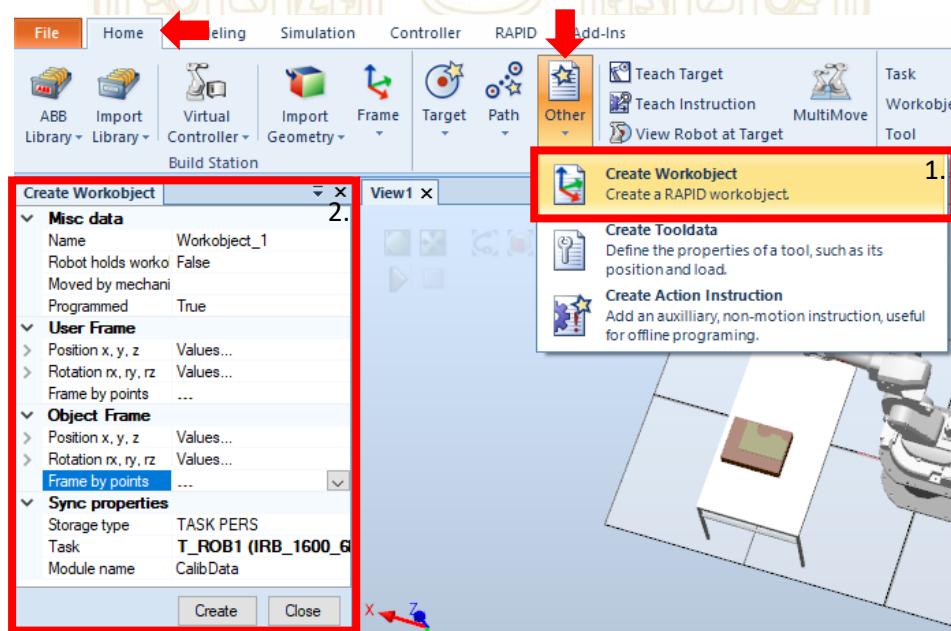 File Home eling Simulation Controller RAPID Add-Ins
ABB Library
Import Library
Virtual Controller
Import Geometry
Frame
Target
Path
Other
Teach Target
Teach Instruction
View Robot at Target
MultiMove
Task
Workobje
Tool
Build Station
1.
Create Workobject
Create a RAPID workobject.
Create Tooldata
Define the properties of a tool, such as its
position and load.
Create Action Instruction
Add an auxilliary, non-motion instruction, useful
for offline programing.
Create Workobject
2.
View1
Misc data
Name Workobject_1
Robot holds worko False
Moved by mechani
Programmed True
User Frame
Position x, y, z Values...
Rotation rx, ry, rz Values...
Frame by points ...
Object Frame
Position x, y, z Values...
Rotation rx, ry, rz Values...
Frame by points ...
Sync properties
Storage type TASK PERS
Task T_ROB1 (IRB_1600_6
Module name CalibData
Create Close
X Z